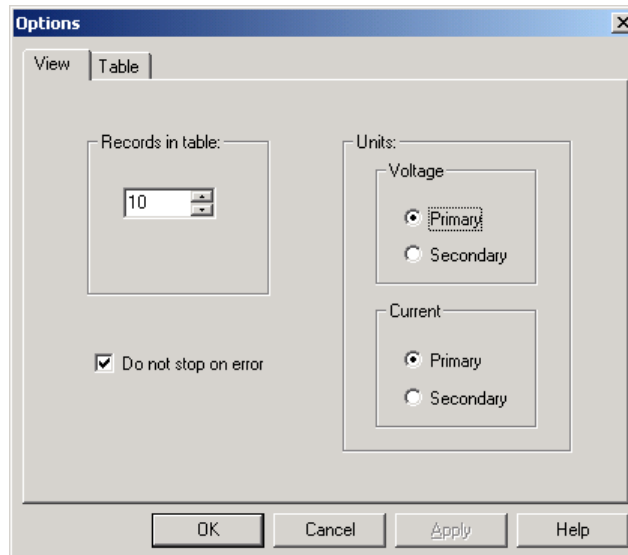 Options
View Table
Records in table:
10
Do not stop on error
Units:
Voltage
Primary
Secondary
Current
Primary
Secondary
OK Cancel Apply Help